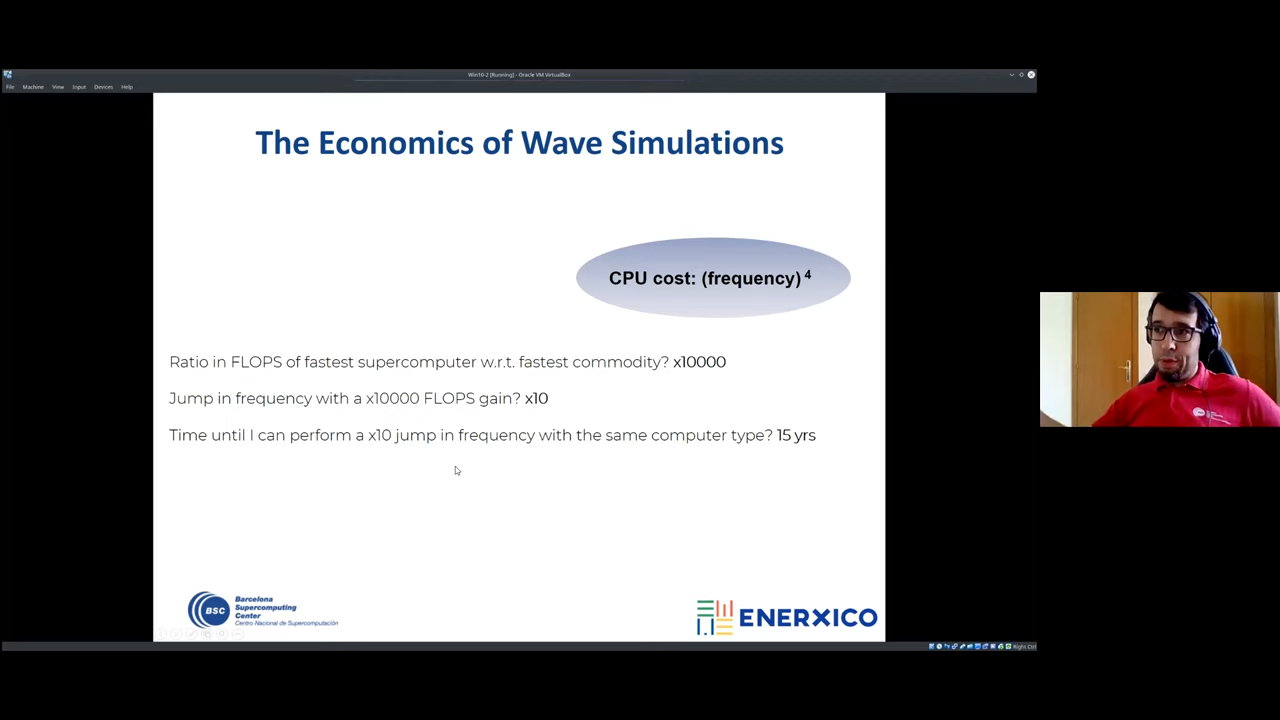 Win10-2 [Running] - Oracle VM VirtualBox
File Machine View Input Devices Help
The Economics of Wave Simulations
CPU cost: (frequency) 4
Ratio in FLOPS of fastest supercomputer w.r.t. fastest commodity? x10000
Jump in frequency with a x10000 FLOPS gain? x10
Time until I can perform a x10 jump in frequency with the same computer type? 15 yrs
BSC
Barcelona
Supercomputing
Center
Centro Nacional de Supercomputación
ENERXICO
Right Ctrl